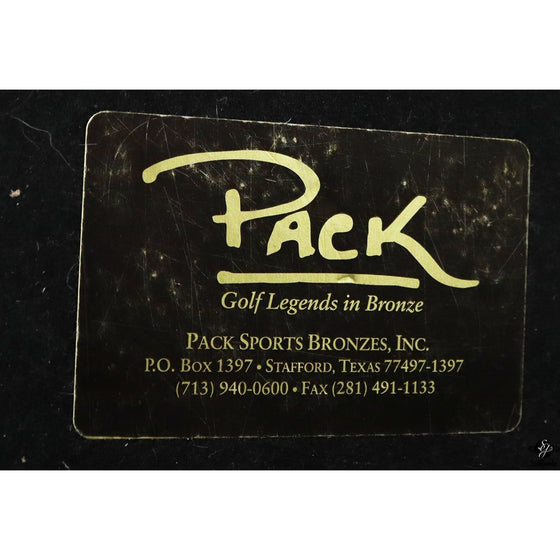 PACK
Golf Legends in Bronze
PACK SPORTS BRONZES, INC.
P.O. BOX 1397 • STAFFORD, TEXAS 77497-1397
(713) 940-0600 • FAX (281) 491-1133